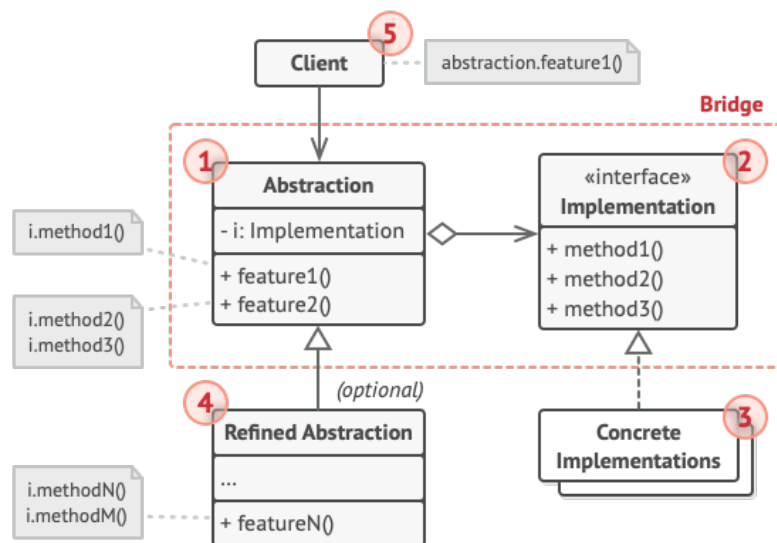 5
Client
abstraction.feature1()
Bridge
1
2
Abstraction
«interface»
Implementation
i.method1()
- i: Implementation
+ feature1()
+ feature2()
+ method1()
+ method2()
+ method3()
i.method2()
i.method3()
(optional)
4
3
Refined Abstraction
Concrete
Implementations
...
i.methodN()
i.methodM()
+ featureN()